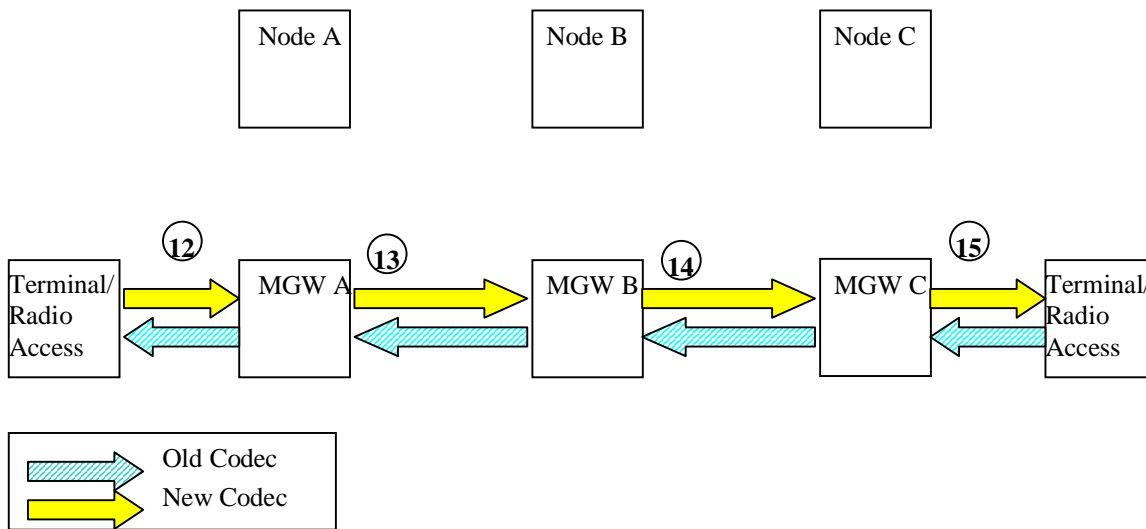 Node A
Node B
Node C
12
13
14
15
Terminal/
Radio
Access
MGW A
MGW B
MGW C
Terminal/
Radio
Access
Old Codec
New Codec